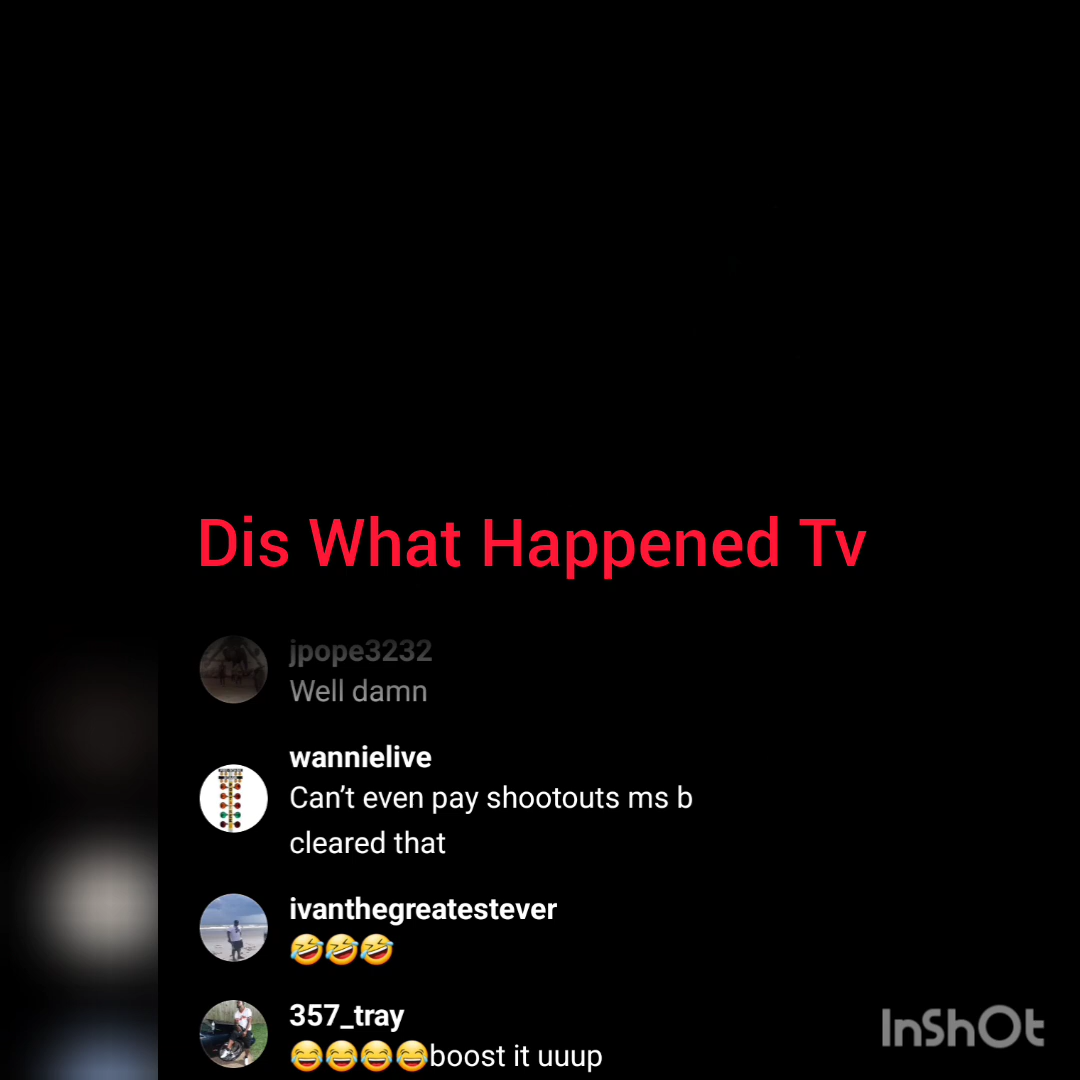 Dis What Happened Tv
jpope3232
Well damn
wannielive
Can’t even pay shootouts ms b
cleared that
ivanthegreatestever
🤣🤣🤣
357_tray
😂😂😂😂boost it uuup
InShOt